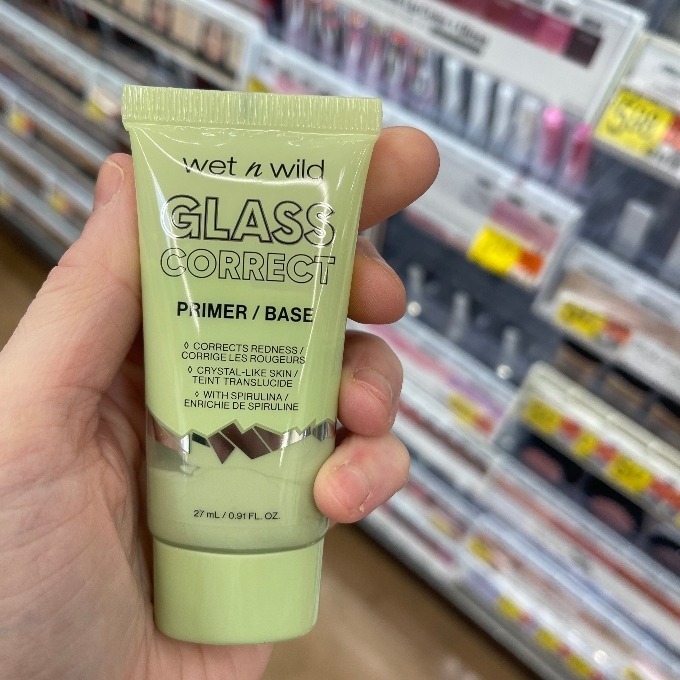 wet n wild
GLASS
CORRECT
PRIMER / BASE
◊ CORRECTS REDNESS /
CORRIGE LES ROUGEURS
◊ CRYSTAL-LIKE SKIN /
TEINT TRANSLUCIDE
◊ WITH SPIRULINA /
ENRICHIE DE SPIRULINE
27 mL / 0.91 FL. OZ.